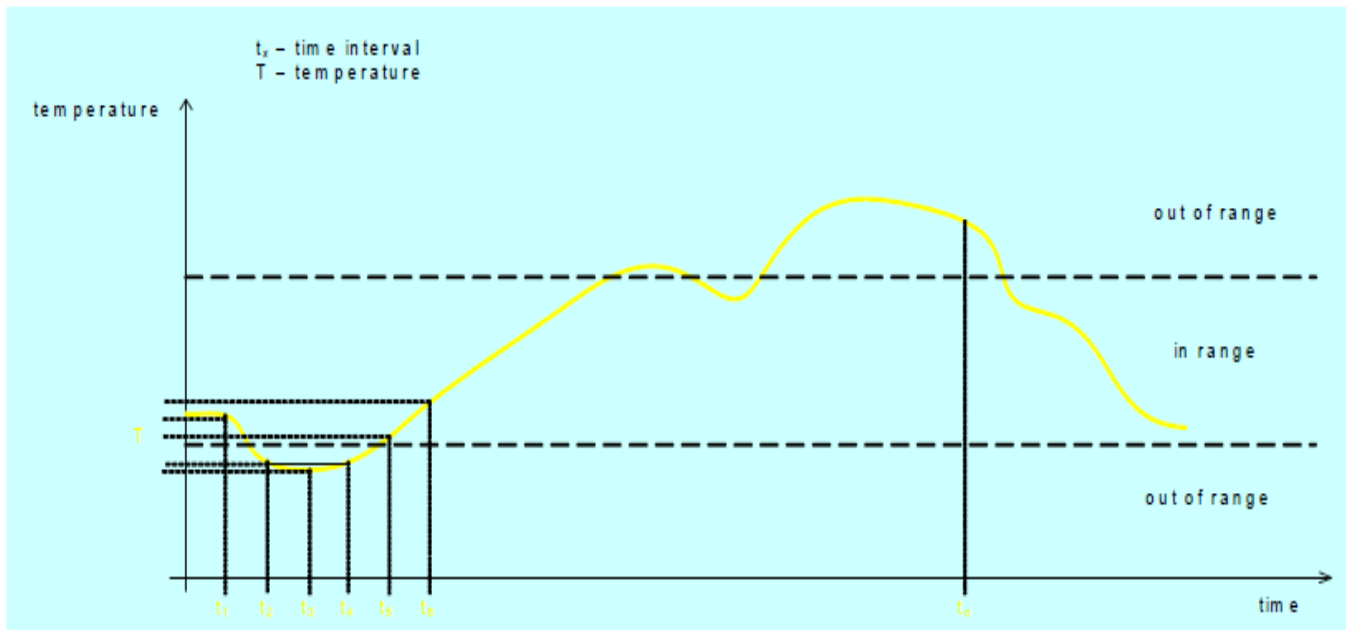 tₓ – time interval
T – temperature
temperature
out of range
in range
T
out of range
t₁ t₂ t₃ t₄ t₅ t₆ tₙ
time